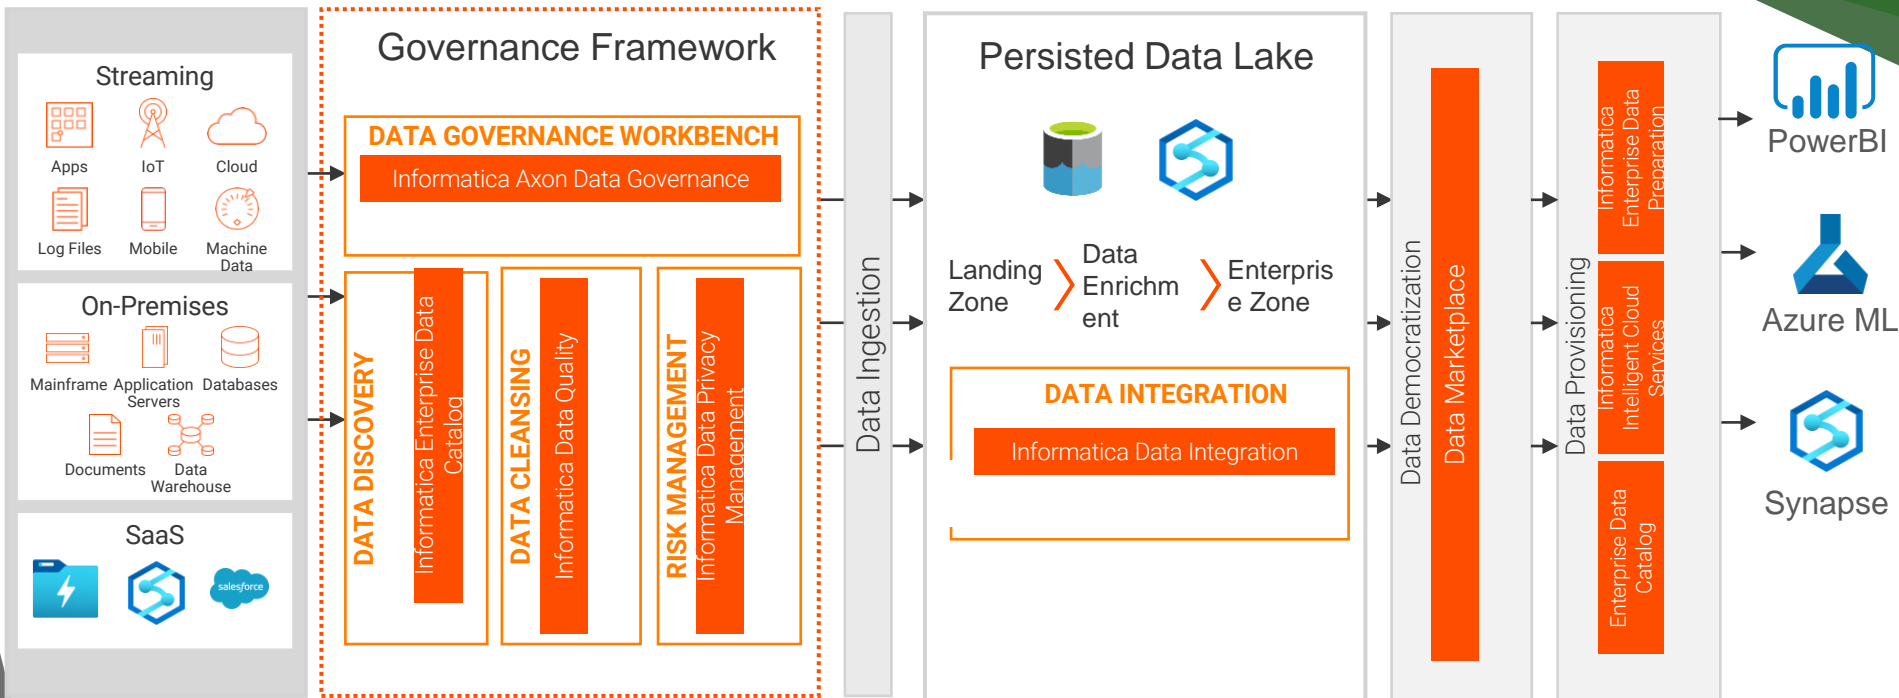 Streaming
Apps
IoT
Cloud
Log Files
Mobile
Machine
Data
On-Premises
Mainframe
Application
Servers
Databases
Documents
Data
Warehouse
SaaS
salesforce
Governance Framework
DATA GOVERNANCE WORKBENCH
Informatica Axon Data Governance
DATA DISCOVERY
Informatica Enterprise Data
Catalog
DATA CLEANSING
Informatica Data Quality
RISK MANAGEMENT
Informatica Data Privacy
Management
Data Ingestion
Persisted Data Lake
Landing
Zone
Data
Enrichm
ent
Enterpris
e Zone
DATA INTEGRATION
Informatica Data Integration
Data Democratization
Data Marketplace
Data Provisioning
Informatica
Enterprise Data
Preparation
Informatica
Intelligent Cloud
Services
Enterprise Data
Catalog
PowerBI
Azure ML
Synapse